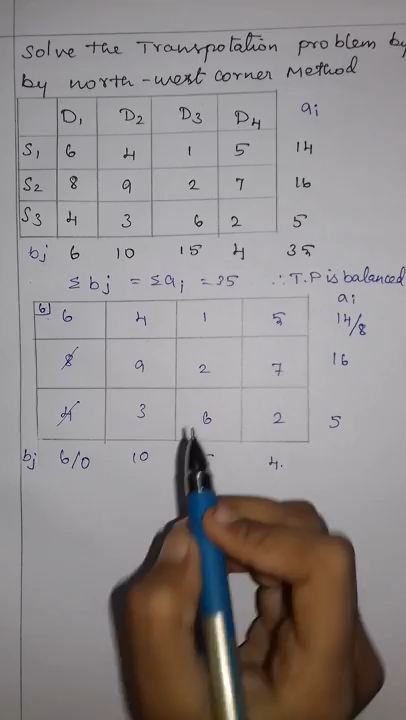 Solve the Transpotation problem by
by north-west corner Method
D1 D2 D3 D4 ai
S1 6 4 1 5 14
S2 8 9 2 7 16
S3 4 3 6 2 5
bj 6 10 15 4 35
Σbj = Σai = 35 ∴ T.P is balanced
ai
6 6 4 1 5 14/8
8 9 2 7 16
4 3 6 2 5
bj 6/0 10 4.